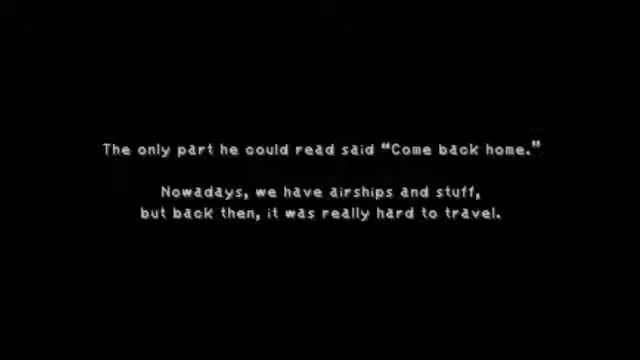 The only part he could read said “Come back home.”
Nowadays, we have airships and stuff,
but back then, it was really hard to travel.